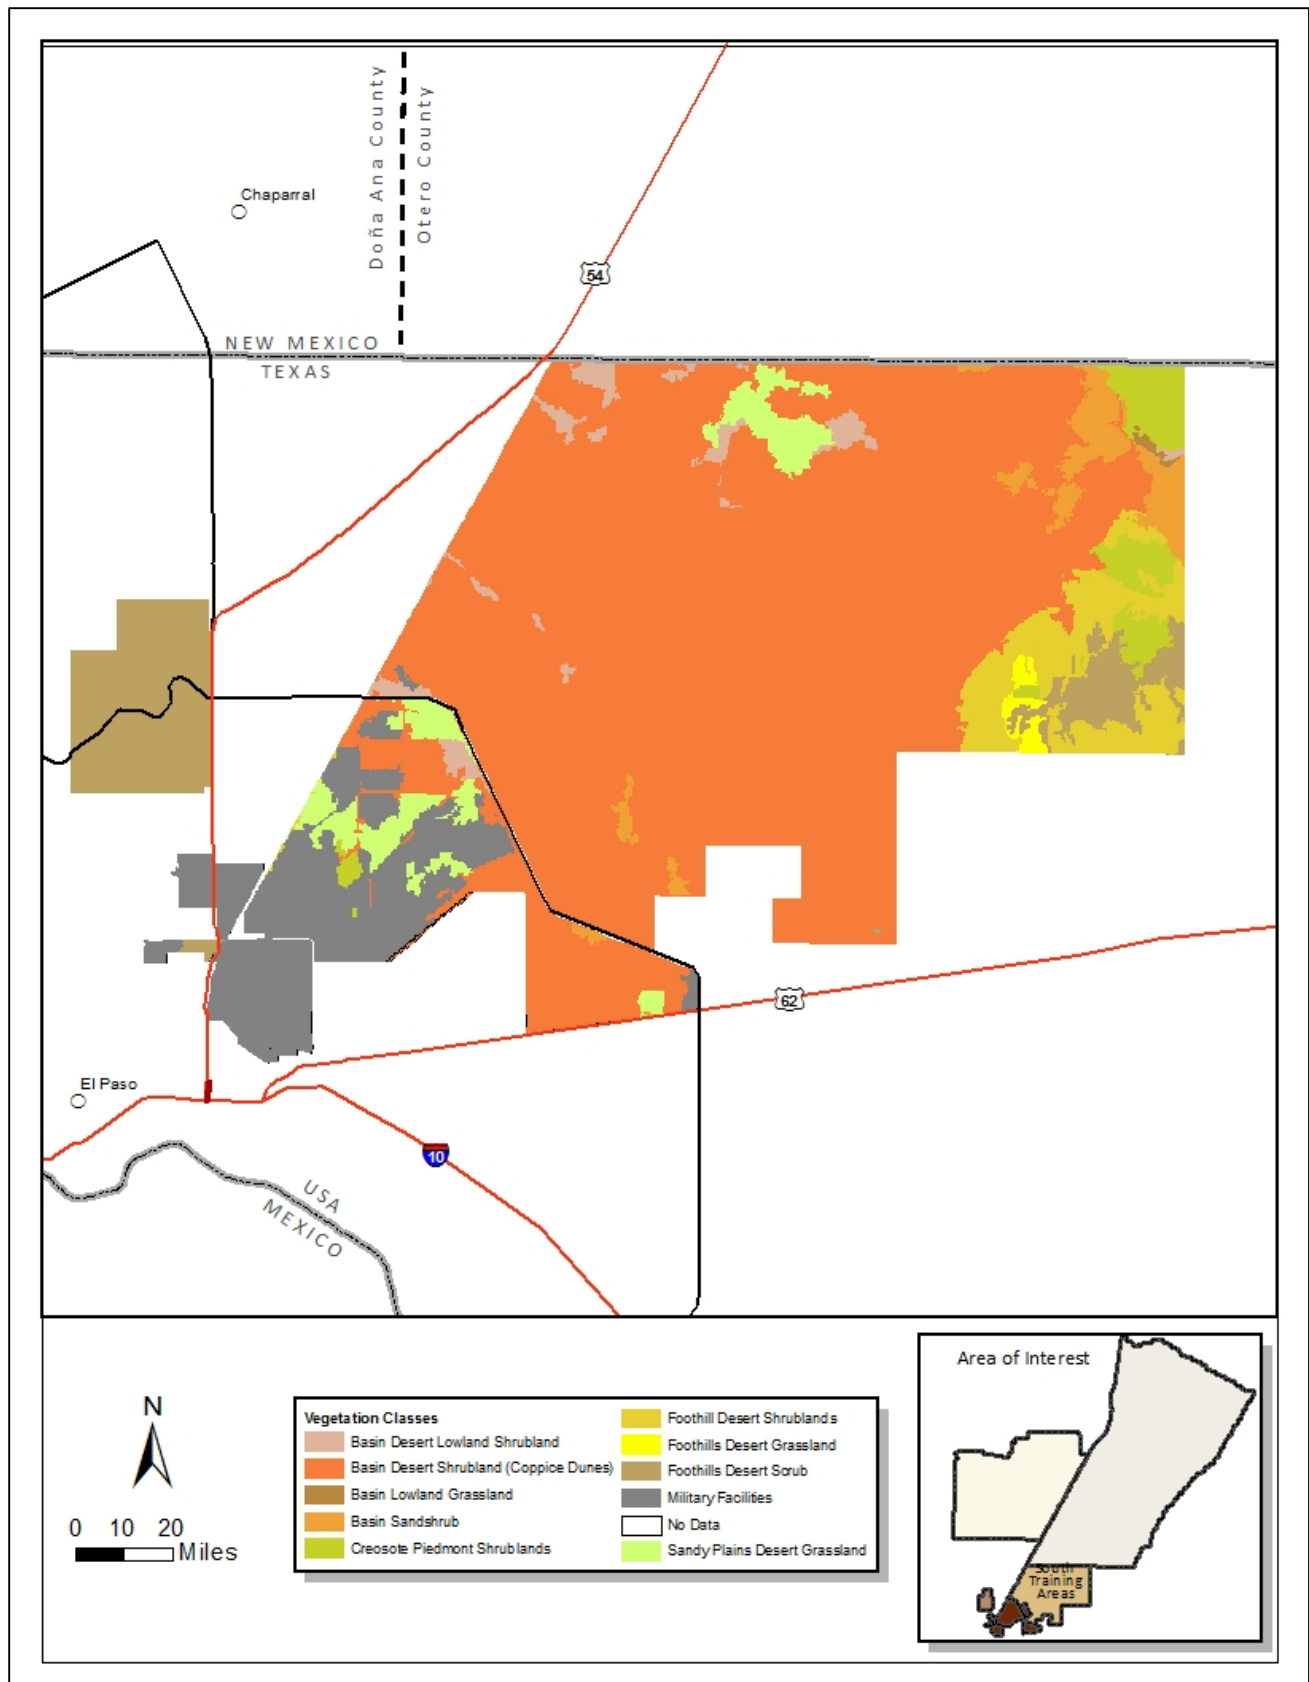 Doña Ana County
Otero County
Chaparral
54
NEW MEXICO
TEXAS
62
El Paso
10
USA
MEXICO
N
0 10 20
Miles
Vegetation Classes
Basin Desert Lowland Shrubland
Basin Desert Shrubland (Coppice Dunes)
Basin Lowland Grassland
Basin Sandshrub
Creosote Piedmont Shrublands
Foothill Desert Shrublands
Foothills Desert Grassland
Foothills Desert Scrub
Military Facilities
No Data
Sandy Plains Desert Grassland
Area of Interest
South
Training
Areas